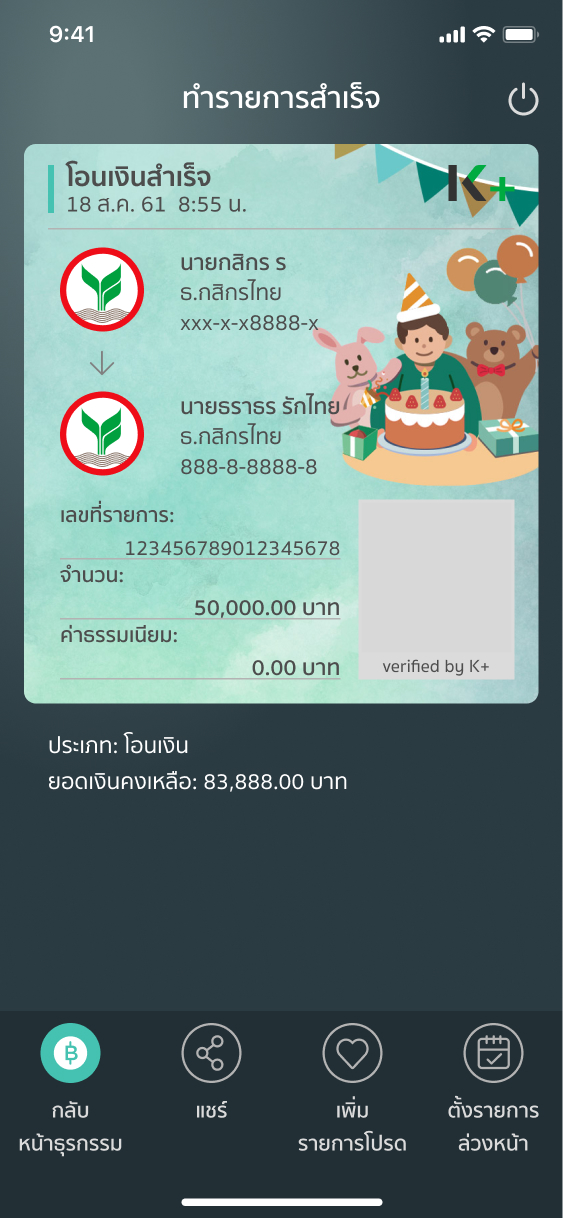 9:41
ทำรายการสำเร็จ
โอนเงินสำเร็จ
18 ส.ค. 61 8:55 น.
K+
นายกสิกร ร
ธ.กสิกรไทย
xxx-x-x8888-x
นายธราธร รักไทย
ธ.กสิกรไทย
888-8-8888-8
เลขที่รายการ:
123456789012345678
จำนวน:
50,000.00 บาท
ค่าธรรมเนียม:
0.00 บาท
verified by K+
ประเภท: โอนเงิน
ยอดเงินคงเหลือ: 83,888.00 บาท
กลับ
หน้าธุรกรรม
แชร์
เพิ่ม
รายการโปรด
ตั้งรายการ
ล่วงหน้า